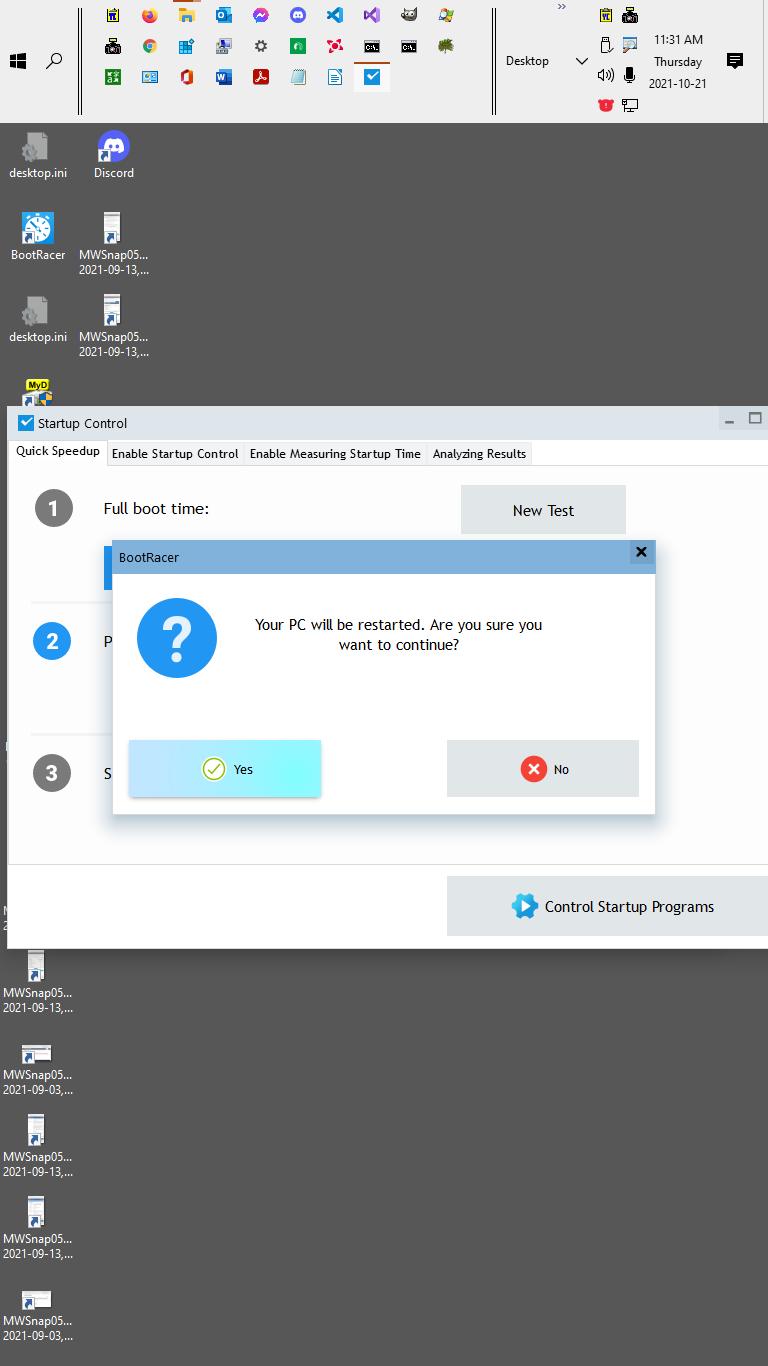 »
11:31 AM
Thursday
2021-10-21
Desktop
desktop.ini
Discord
BootRacer
MWSnap05...
2021-09-13,...
desktop.ini
MWSnap05...
2021-09-13,...
MyD
Startup Control
Quick Speedup
Enable Startup Control
Enable Measuring Startup Time
Analyzing Results
1
Full boot time:
New Test
BootRacer
?
Your PC will be restarted. Are you sure you
want to continue?
2
P
3
S
Yes
No
Control Startup Programs
MWSnap05...
2021-09-13,...
MWSnap05...
2021-09-03,...
MWSnap05...
2021-09-13,...
MWSnap05...
2021-09-13,...
MWSnap05...
2021-09-03,...